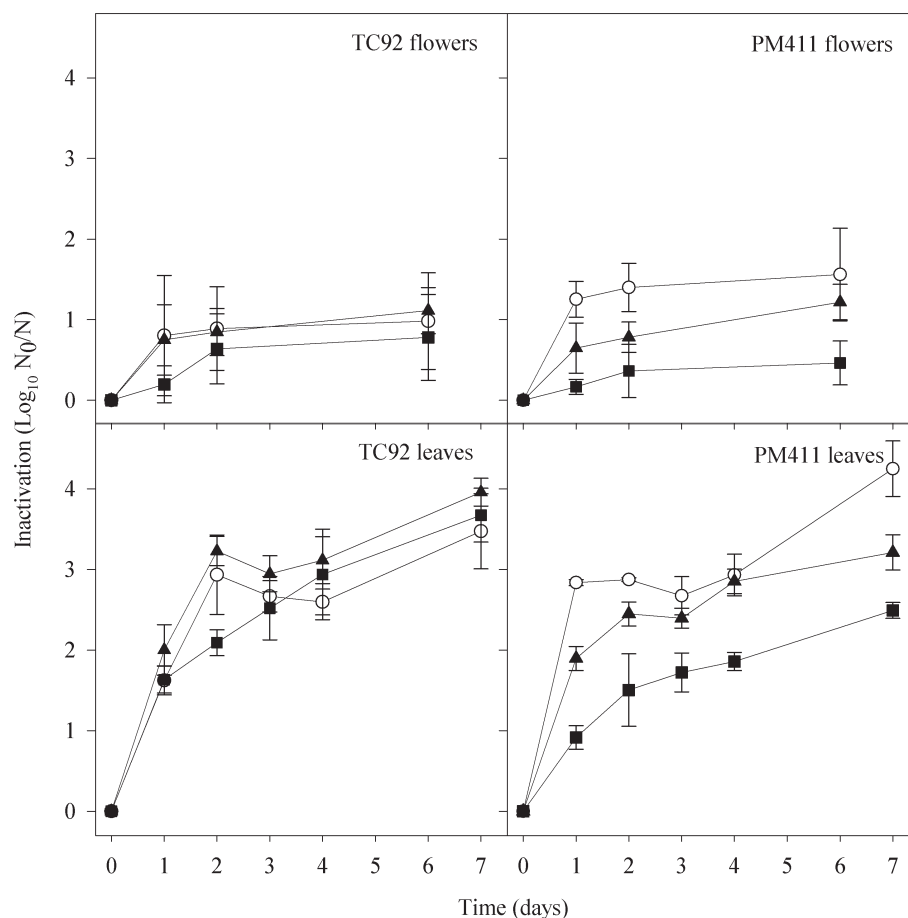 TC92 flowers
PM411 flowers
4
3
2
1
0
TC92 leaves
PM411 leaves
4
3
2
1
0
Inactivation (Log₁₀ N₀/N)
0 1 2 3 4 5 6 7
0 1 2 3 4 5 6 7
Time (days)